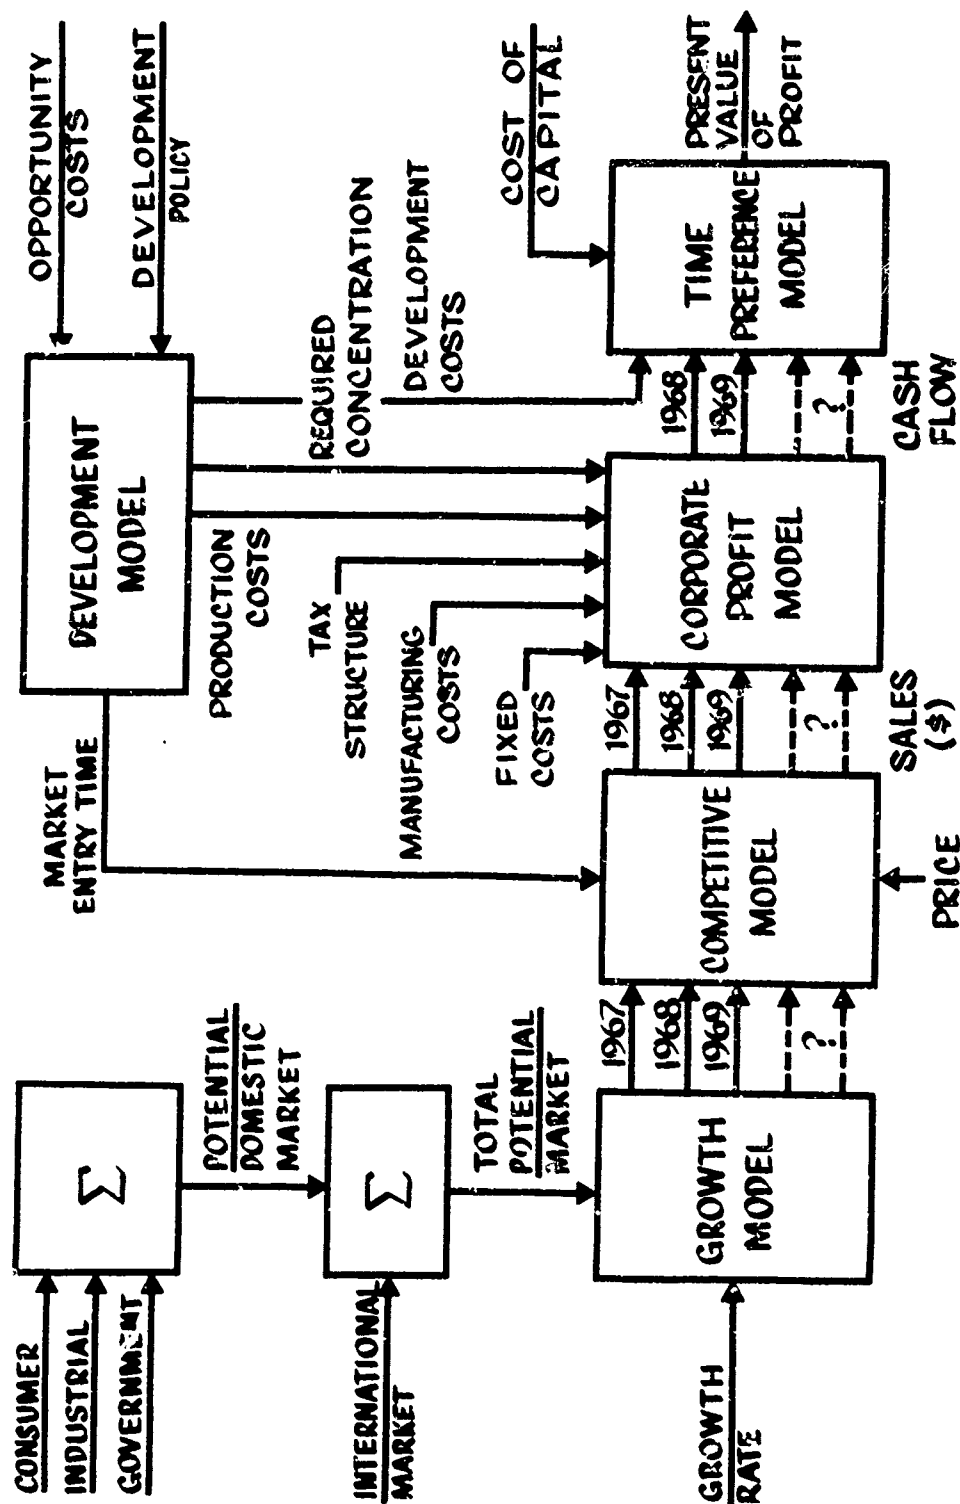 CONSUMER
INDUSTRIAL
GOVERNMENT
Σ
POTENTIAL
DOMESTIC
MARKET
INTERNATIONAL
MARKET
Σ
TOTAL
POTENTIAL
MARKET
GROWTH
RATE
GROWTH
MODEL
1967
1968
1969
?
MARKET
ENTRY TIME
COMPETITIVE
MODEL
PRICE
1967
1968
1969
?
SALES
($)
OPPORTUNITY
COSTS
DEVELOPMENT
POLICY
DEVELOPMENT
MODEL
PRODUCTION
COSTS
REQUIRED
CONCENTRATION
DEVELOPMENT
COSTS
TAX
STRUCTURE
MANUFACTURING
COSTS
FIXED
COSTS
CORPORATE
PROFIT
MODEL
1968
1969
?
CASH
FLOW
COST OF
CAPITAL
TIME
PREFERENCE
MODEL
PRESENT
VALUE
OF
PROFIT